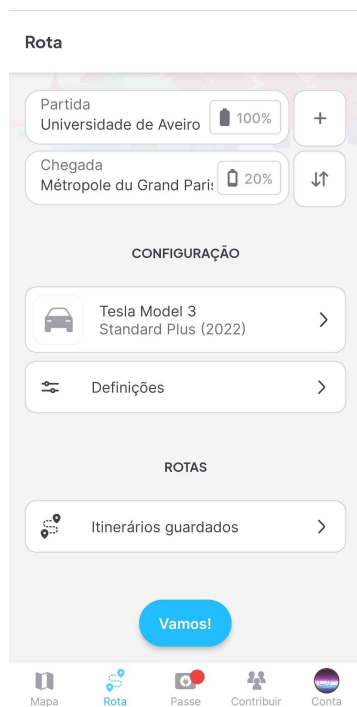 Rota
Partida
Universidade de Aveiro
100%
+
Chegada
Métropole du Grand Paris
20%
CONFIGURAÇÃO
Tesla Model 3
Standard Plus (2022)
Definições
ROTAS
Itinerários guardados
Vamos!
Mapa
Rota
Passe
Contribuir
Conta